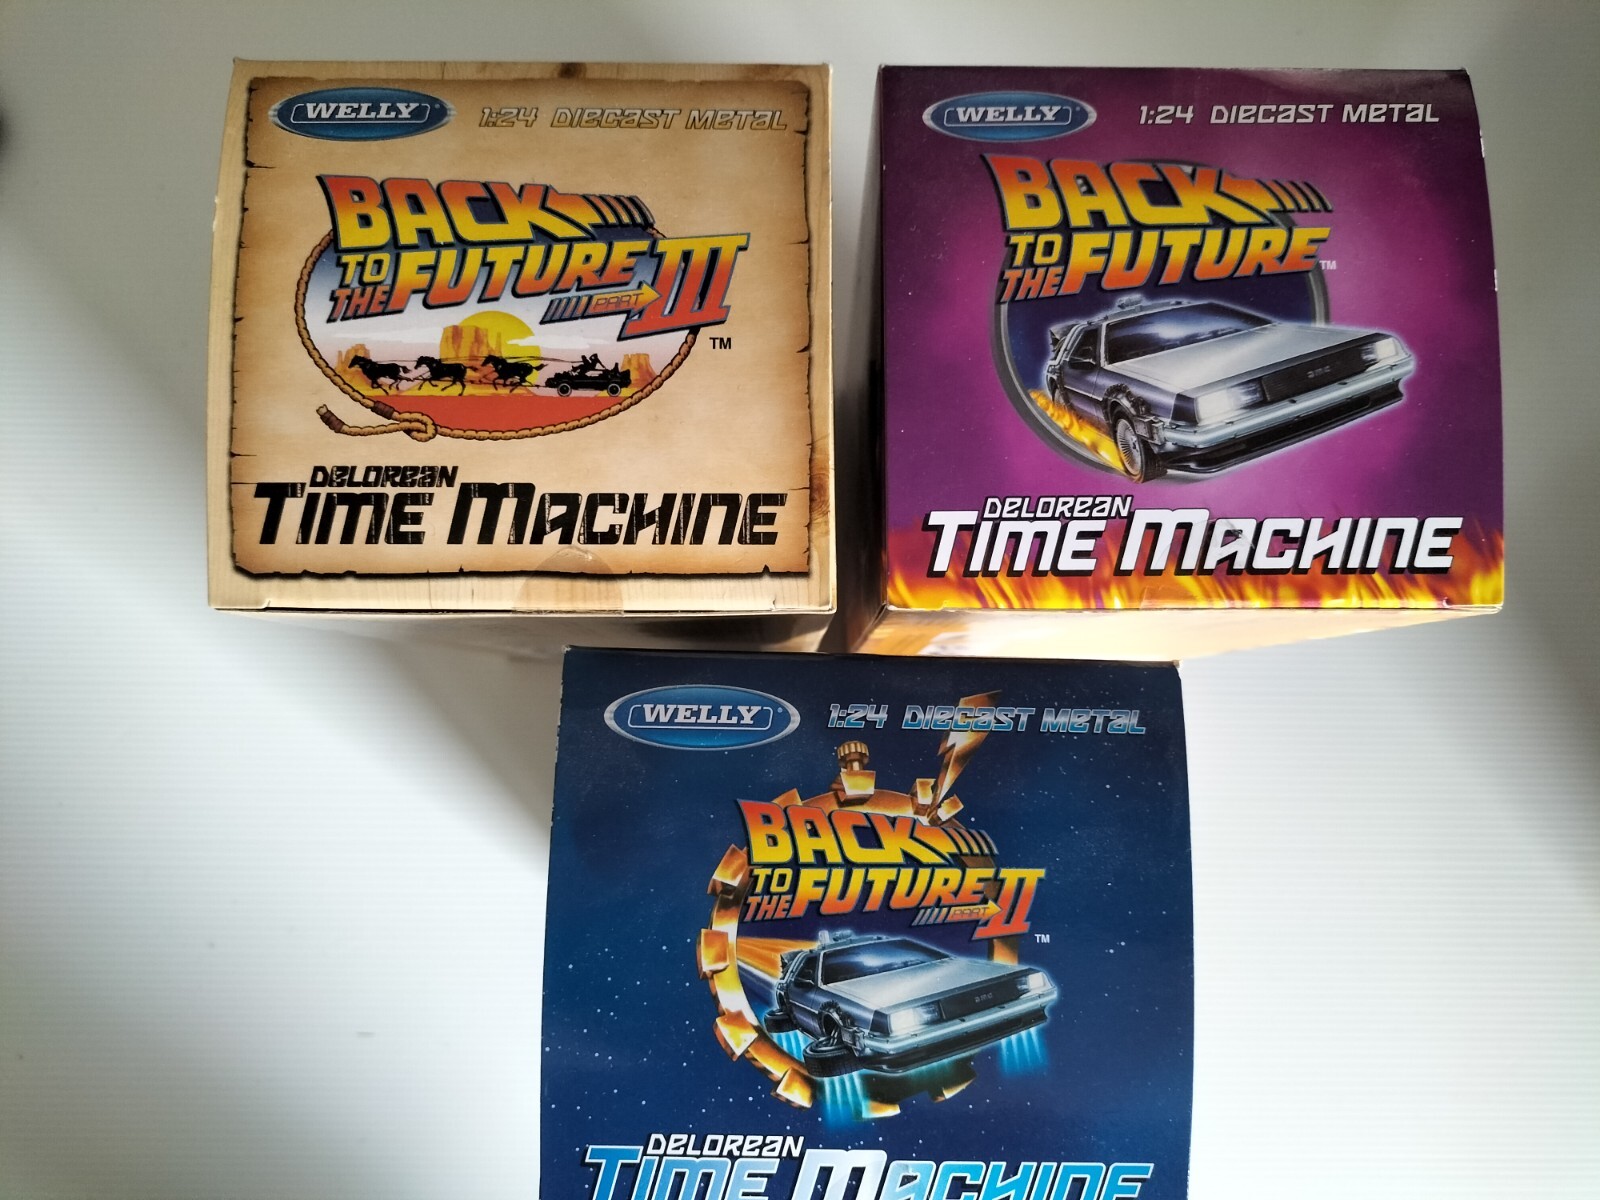 WELLY
1:24 DIECAST METAL
BACK
TO THE FUTURE PART III
TM
DELOREAN
TIME MACHINE
WELLY
1:24 DIECAST METAL
BACK
TO THE FUTURE
TM
DMC
DELOREAN
TIME MACHINE
WELLY
1:24 DIECAST METAL
BACK
TO THE FUTURE PART II
TM
DMC
DELOREAN
TIME MACHINE